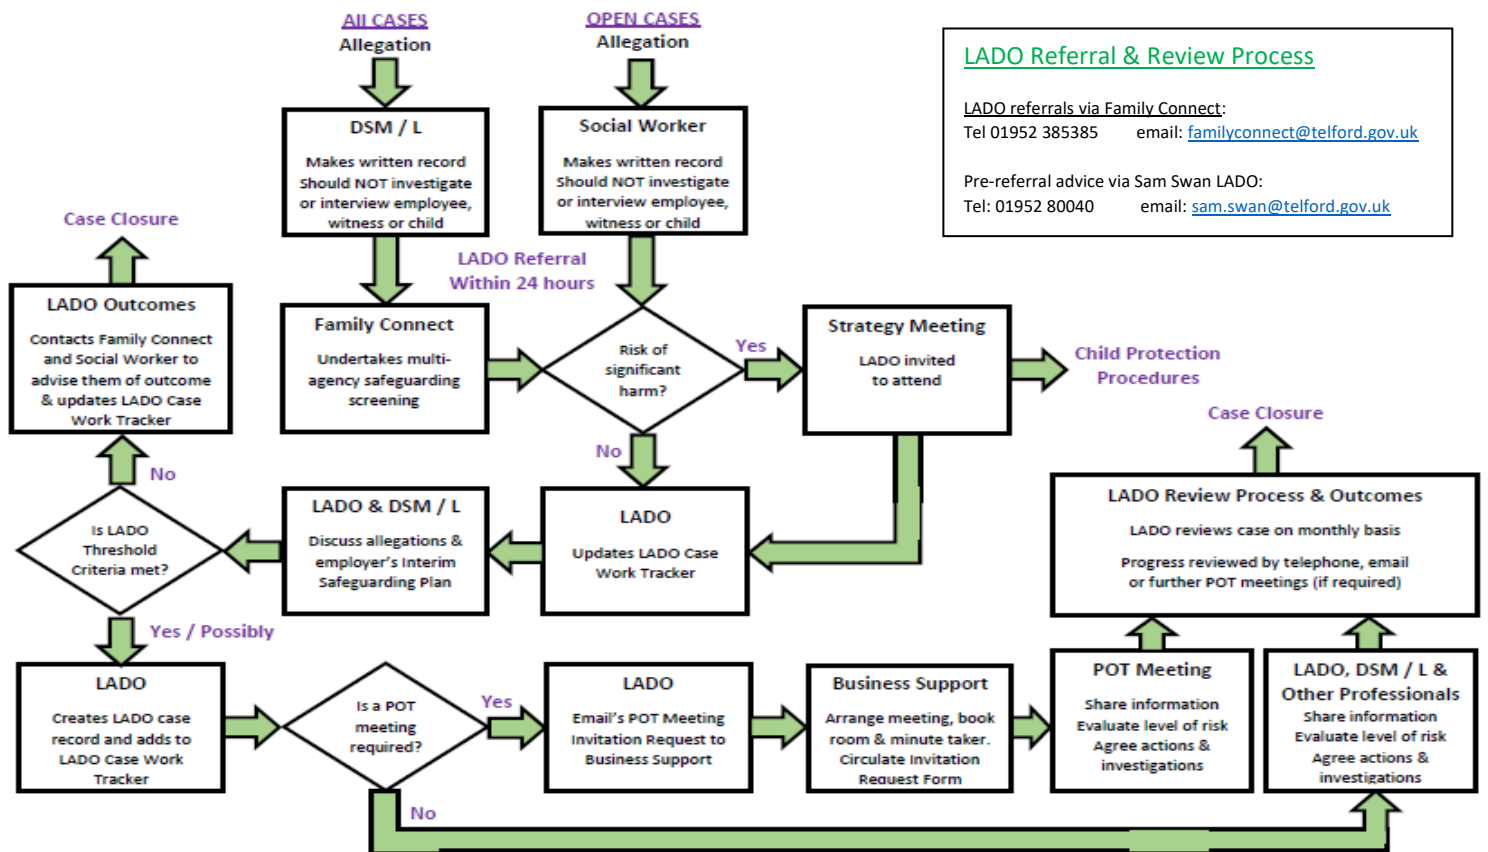 All CASES
Allegation
OPEN CASES
Allegation
LADO Referral & Review Process
LADO referrals via Family Connect:
Tel 01952 385385 email: familyconnect@telford.gov.uk
Pre-referral advice via Sam Swan LADO:
Tel: 01952 80040 email: sam.swan@telford.gov.uk
DSM / L
Makes written record
Should NOT investigate
or interview employee,
witness or child
Social Worker
Makes written record
Should NOT investigate
or interview employee,
witness or child
LADO Referral
Within 24 hours
Case Closure
LADO Outcomes
Contacts Family Connect
and Social Worker to
advise them of outcome
& updates LADO Case
Work Tracker
Family Connect
Undertakes multi-
agency safeguarding
screening
Risk of
significant
harm?
Yes
Strategy Meeting
LADO invited
to attend
Child Protection
Procedures
Case Closure
No
No
Is LADO
Threshold
Criteria met?
LADO & DSM / L
Discuss allegations &
employer's Interim
Safeguarding Plan
LADO
Updates LADO Case
Work Tracker
LADO Review Process & Outcomes
LADO reviews case on monthly basis
Progress reviewed by telephone, email
or further POT meetings (if required)
Yes / Possibly
LADO
Creates LADO case
record and adds to
LADO Case Work
Tracker
Is a POT
meeting
required?
Yes
LADO
Email's POT Meeting
Invitation Request to
Business Support
Business Support
Arrange meeting, book
room & minute taker.
Circulate Invitation
Request Form
POT Meeting
Share information
Evaluate level of risk
Agree actions &
investigations
LADO, DSM / L &
Other Professionals
Share information
Evaluate level of risk
Agree actions &
investigations
No